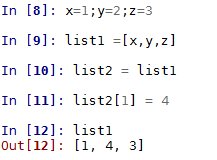 In [8]: x=1;y=2;z=3
In [9]: list1 =[x,y,z]
In [10]: list2 = list1
In [11]: list2[1] = 4
In [12]: list1
Out[12]: [1, 4, 3]